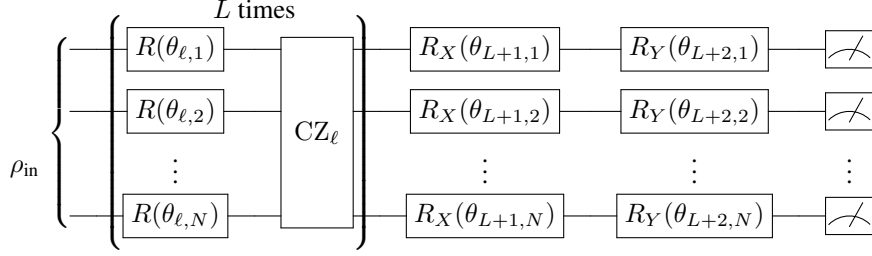 L times
R(θ_{ℓ,1}) R_X(θ_{L+1,1}) R_Y(θ_{L+2,1})
R(θ_{ℓ,2}) R_X(θ_{L+1,2}) R_Y(θ_{L+2,2})
CZ_ℓ
ρ_in ⋮ ⋮ ⋮ ⋮
R(θ_{ℓ,N}) R_X(θ_{L+1,N}) R_Y(θ_{L+2,N})